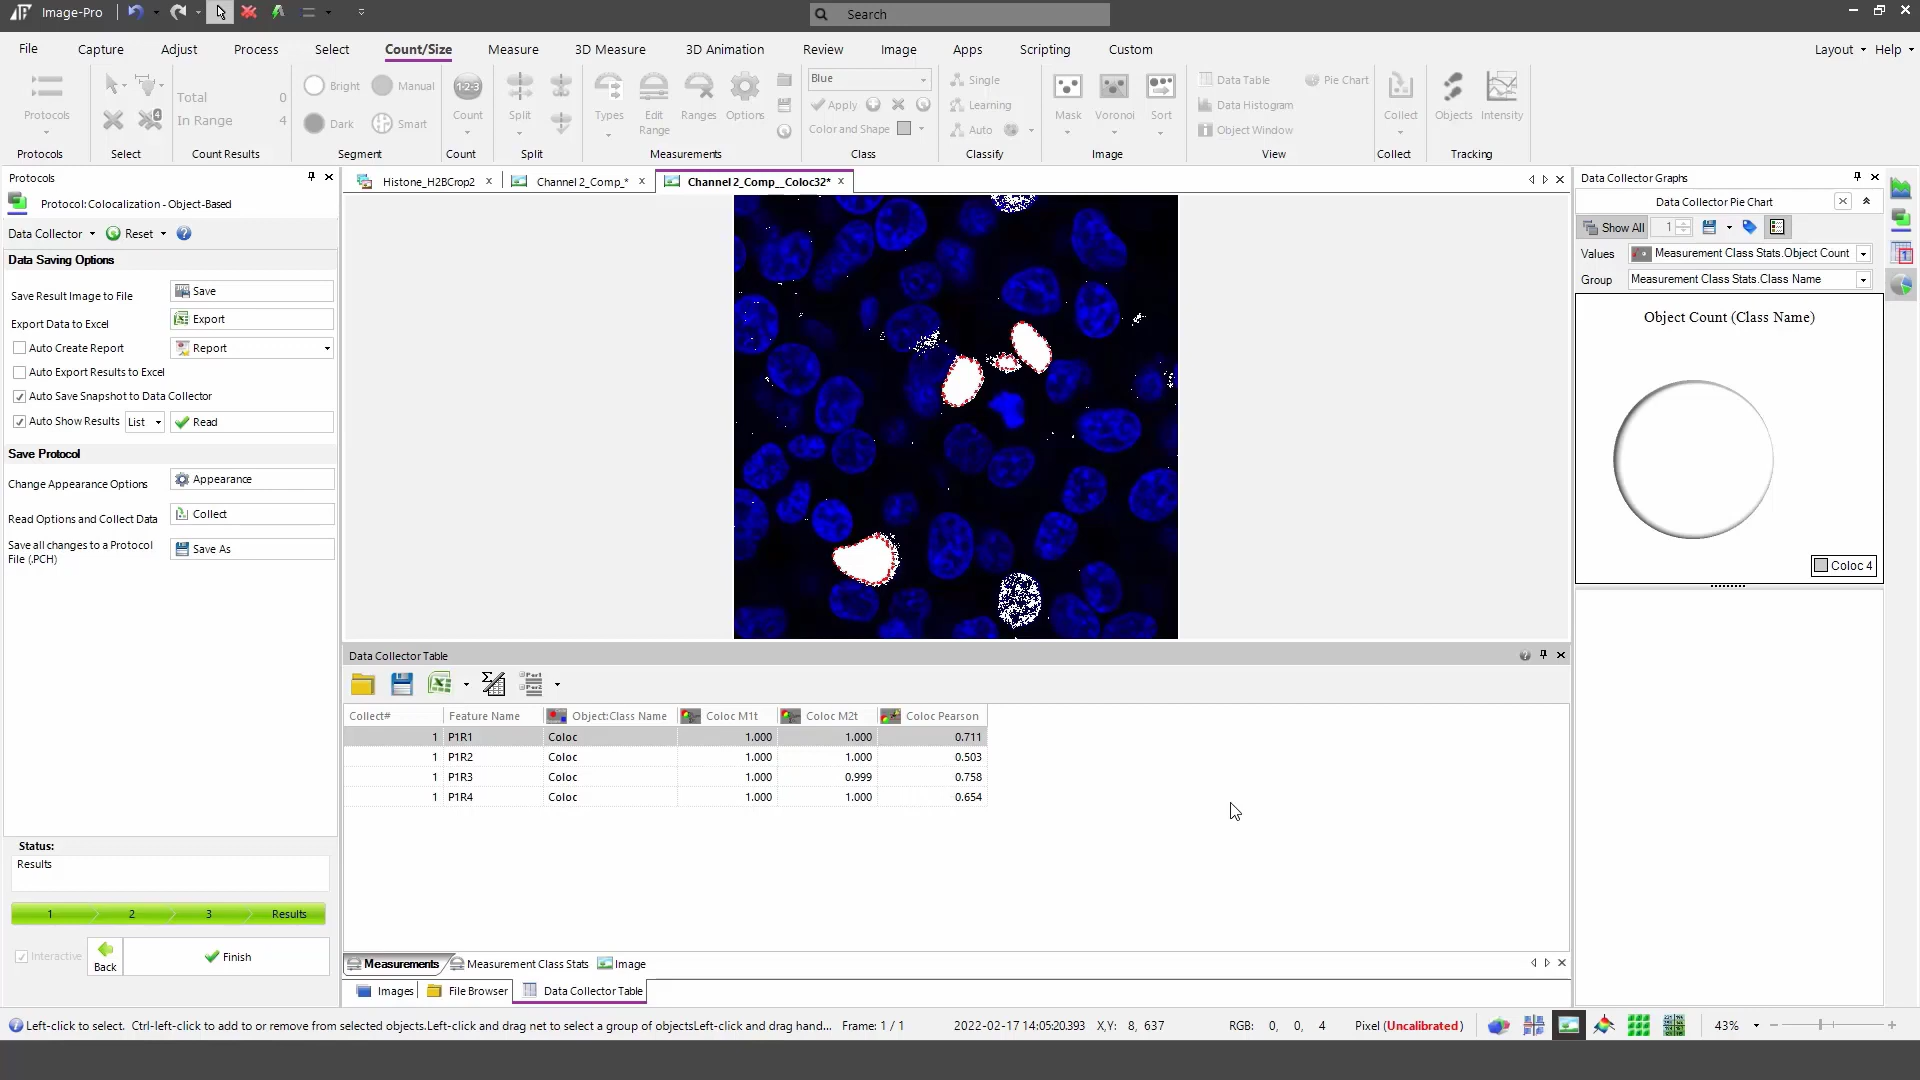 Image-Pro
Search
File Capture Adjust Process Select Count/Size Measure 3D Measure 3D Animation Review Image Apps Scripting Custom Layout Help
Protocols
Protocols
4
Select
Total 0
In Range 4
Count Results
Bright Manual
Dark Smart
Segment
1·2·3
Count
Count
Split
Split
Types
Edit Range
Ranges
Options
Measurements
Blue
Apply
Color and Shape
Class
Single
Learning
Auto
Classify
Mask
Voronoi
Sort
Image
Data Table Pie Chart
Data Histogram
Object Window
View
Collect
Collect
Objects Intensity
Tracking
Protocols
Protocol: Colocalization - Object-Based
Data Collector Reset
Data Saving Options
Save Result Image to File Save
Export Data to Excel Export
Auto Create Report Report
Auto Export Results to Excel
Auto Save Snapshot to Data Collector
Auto Show Results List Read
Save Protocol
Change Appearance Options Appearance
Read Options and Collect Data Collect
Save all changes to a Protocol
File (.PCH)
Save As
Status:
Results
1 2 3 Results
Interactive
Back
Finish
Histone_H2BCrop2 Channel 2_Comp_* Channel 2_Comp__Coloc32*
Data Collector Table
Collect# Feature Name Object:Class Name Coloc M1t Coloc M2t Coloc Pearson
1 P1R1 Coloc 1.000 1.000 0.711
1 P1R2 Coloc 1.000 1.000 0.503
1 P1R3 Coloc 1.000 0.999 0.758
1 P1R4 Coloc 1.000 1.000 0.654
Measurements Measurement Class Stats Image
Images File Browser Data Collector Table
Data Collector Graphs
Data Collector Pie Chart
Show All 1
Values Measurement Class Stats.Object Count
Group Measurement Class Stats.Class Name
Object Count (Class Name)
Coloc 4
Left-click to select. Ctrl-left-click to add to or remove from selected objects.Left-click and drag net to select a group of objectsLeft-click and drag hand... Frame: 1 / 1 2022-02-17 14:05:20.393 X,Y: 8, 637 RGB: 0, 0, 4 Pixel (Uncalibrated) 43%